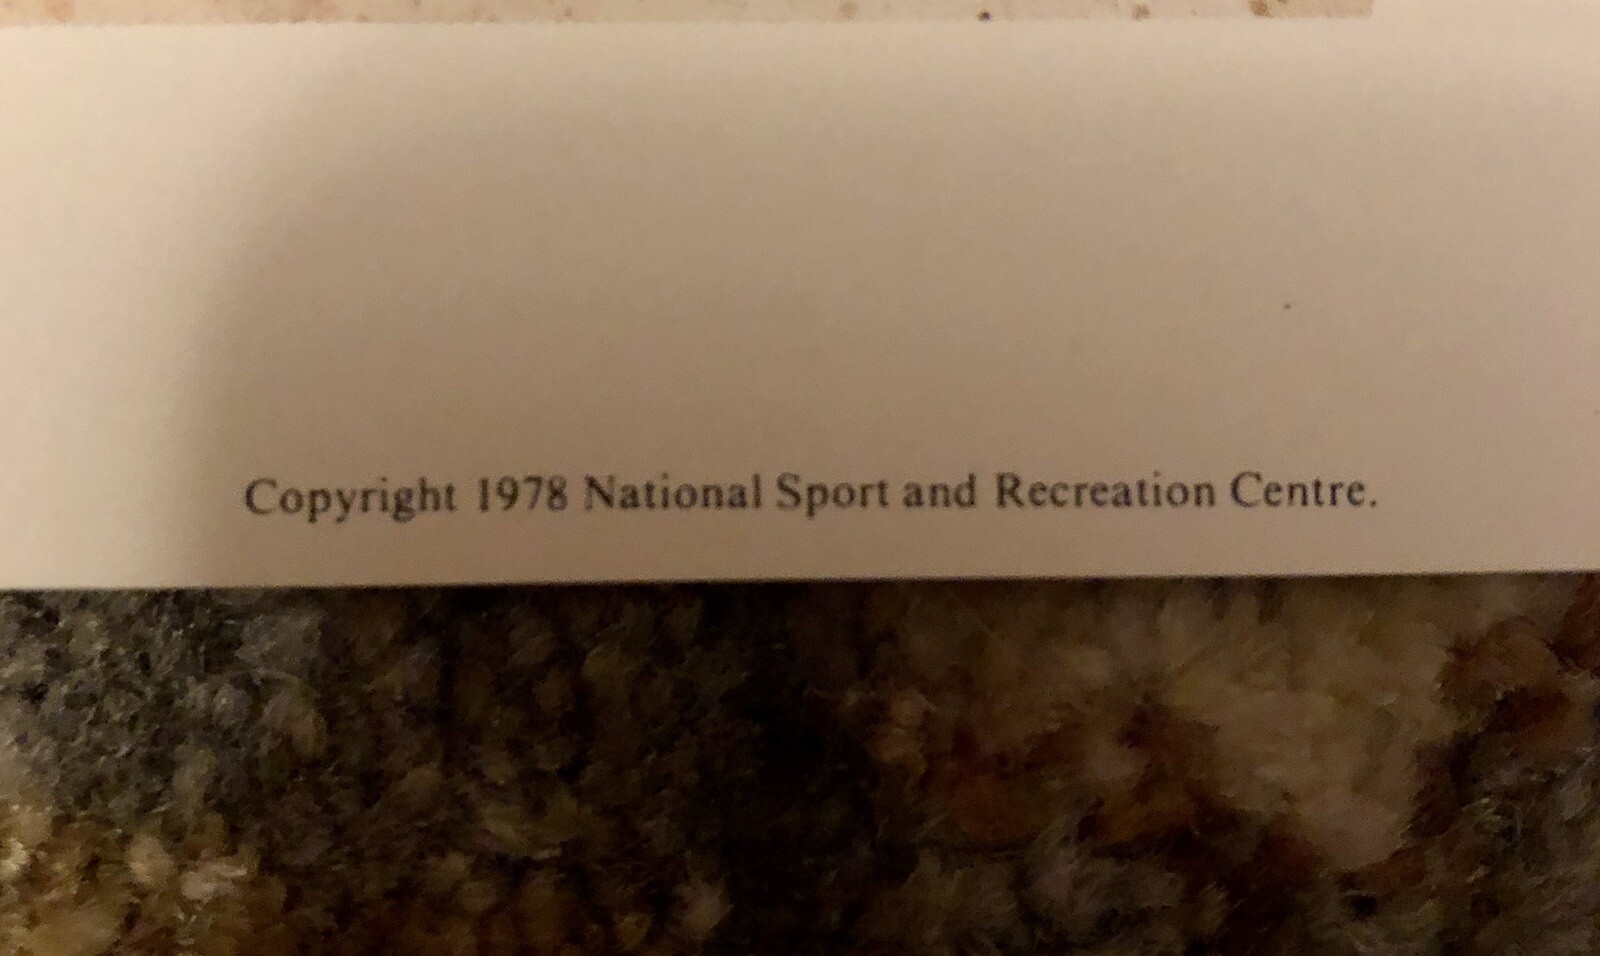 Copyright 1978 National Sport and Recreation Centre.